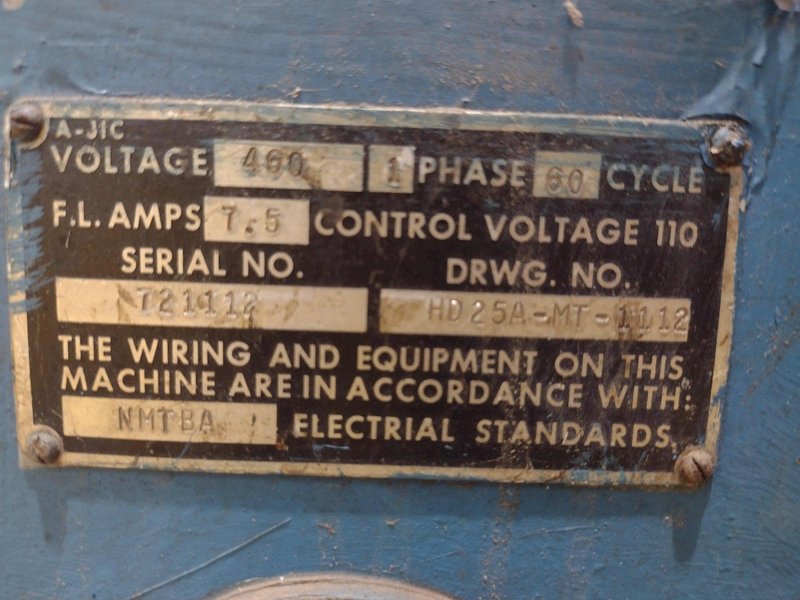 A-JIC
VOLTAGE 460 1 PHASE 60 CYCLE
F.L. AMPS 7.5 CONTROL VOLTAGE 110
SERIAL NO. DRWG. NO.
721112 HD25A-MT-1112
THE WIRING AND EQUIPMENT ON THIS
MACHINE ARE IN ACCORDANCE WITH:
NMTBA ELECTRIAL STANDARDS.